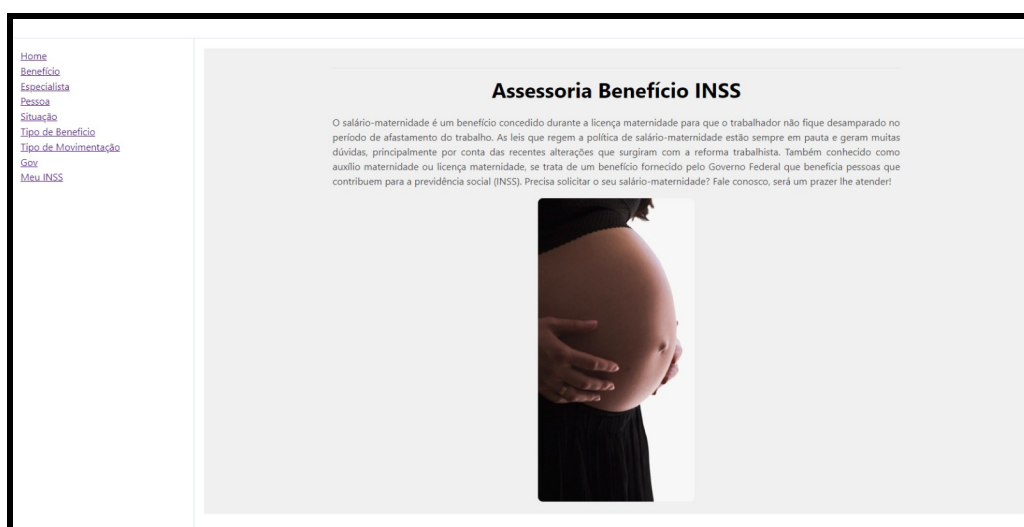 Home
Benefício
Especialista
Pessoa
Situação
Tipo de Beneficio
Tipo de Movimentação
Gov
Meu INSS
Assessoria Benefício INSS
O salário-maternidade é um benefício concedido durante a licença maternidade para que o trabalhador não fique desamparado no
período de afastamento do trabalho. As leis que regem a política de salário-maternidade estão sempre em pauta e geram muitas
dúvidas, principalmente por conta das recentes alterações que surgiram com a reforma trabalhista. Também conhecido como
auxílio maternidade ou licença maternidade, se trata de um benefício fornecido pelo Governo Federal que beneficia pessoas que
contribuem para a previdência social (INSS). Precisa solicitar o seu salário-maternidade? Fale conosco, será um prazer lhe atender!